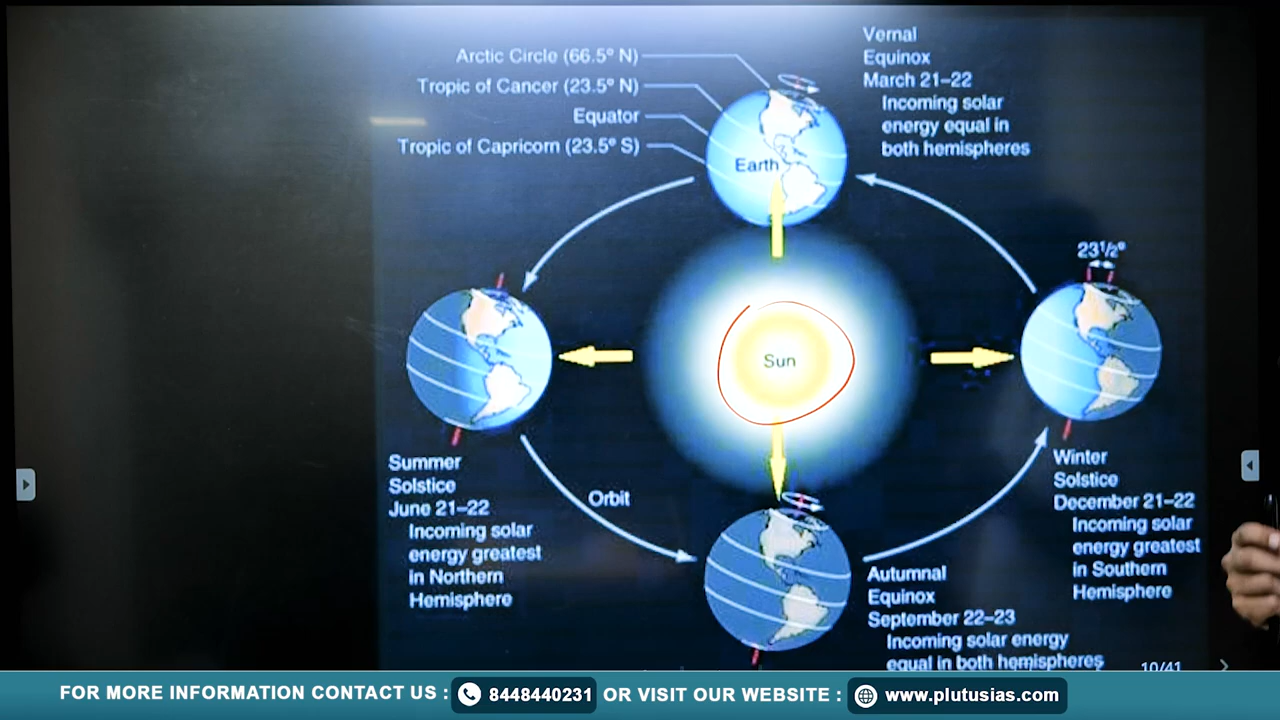 Arctic Circle (66.5° N)
Tropic of Cancer (23.5° N)
Equator
Tropic of Capricorn (23.5° S)
Vernal
Equinox
March 21–22
Incoming solar
energy equal in
both hemispheres
Earth
23½°
Sun
Summer
Solstice
June 21–22
Incoming solar
energy greatest
in Northern
Hemisphere
Orbit
Winter
Solstice
December 21–22
Incoming solar
energy greatest
in Southern
Hemisphere
Autumnal
Equinox
September 22–23
Incoming solar energy
equal in both hemispheres
10/41
FOR MORE INFORMATION CONTACT US : 8448440231 OR VISIT OUR WEBSITE : www.plutusias.com